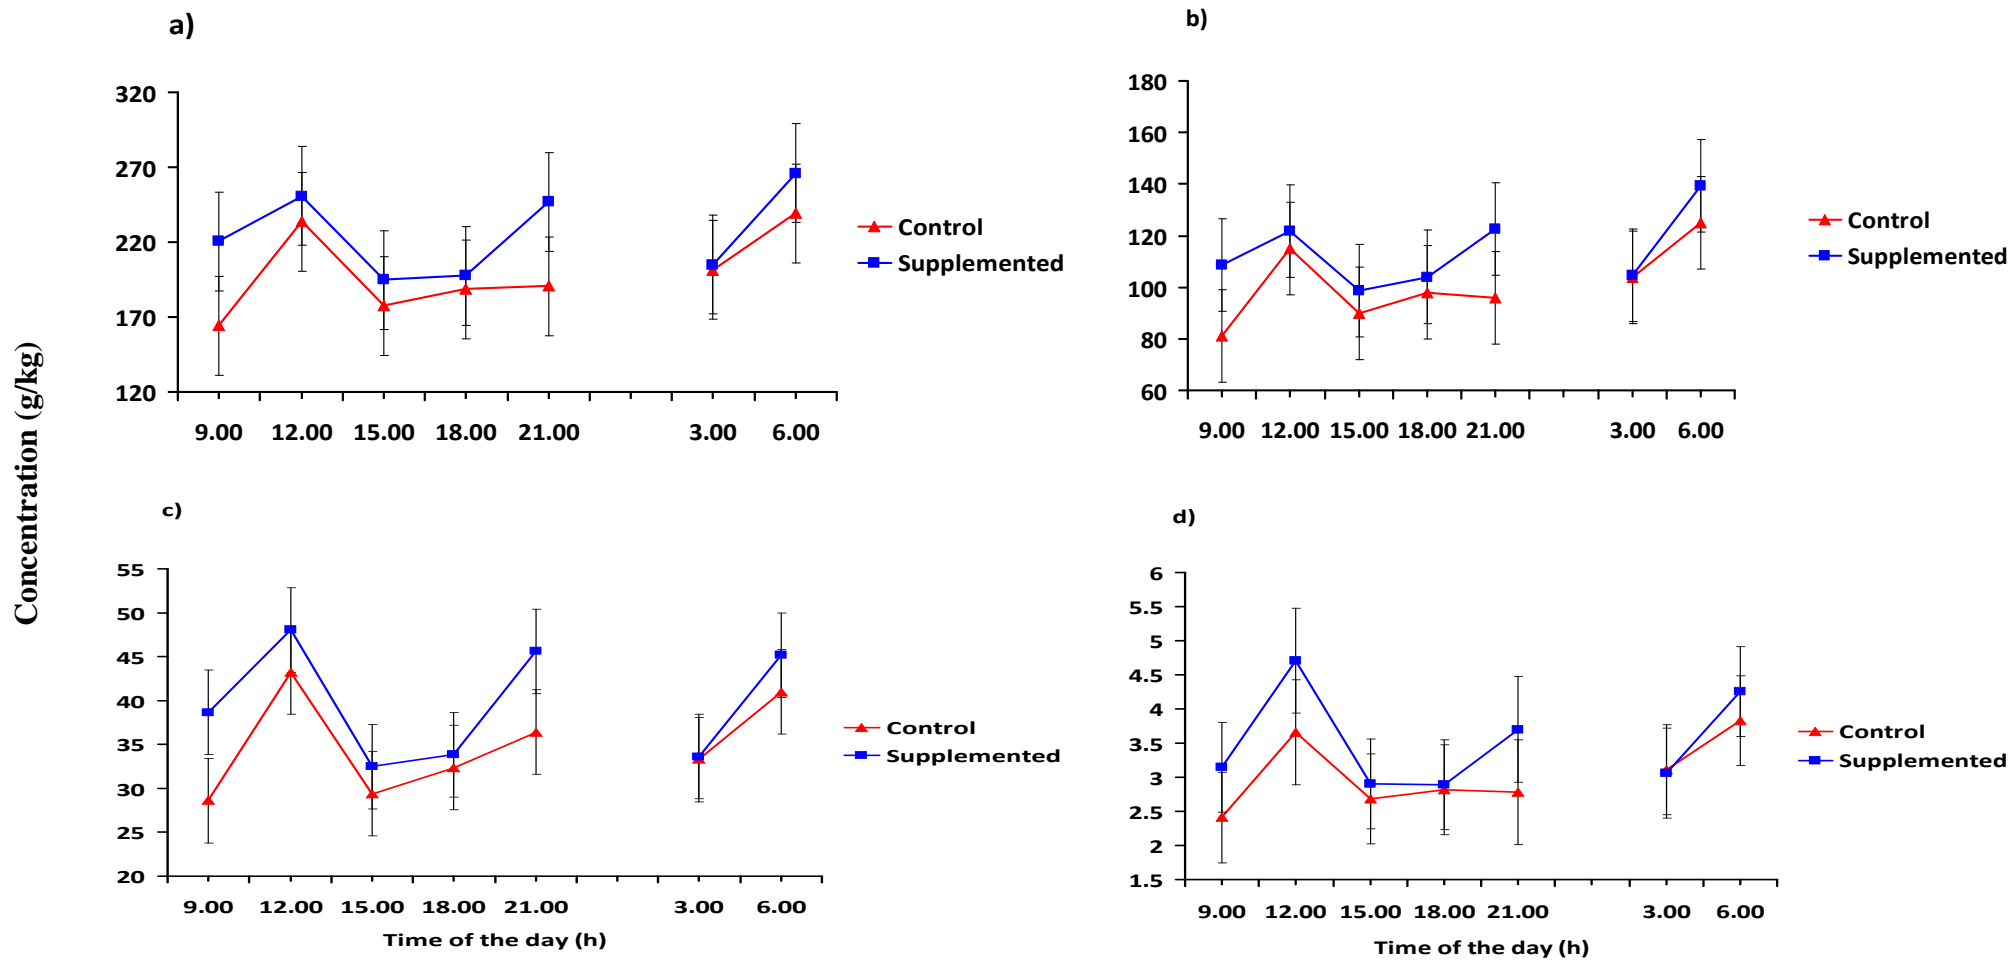 a)
320
270
220
170
120
9.00 12.00 15.00 18.00 21.00 3.00 6.00
Control
Supplemented
b)
180
160
140
120
100
80
60
9.00 12.00 15.00 18.00 21.00 3.00 6.00
Control
Supplemented
Concentration (g/kg)
c)
55
50
45
40
35
30
25
20
9.00 12.00 15.00 18.00 21.00 3.00 6.00
Time of the day (h)
Control
Supplemented
d)
6
5.5
5
4.5
4
3.5
3
2.5
2
1.5
9.00 12.00 15.00 18.00 21.00 3.00 6.00
Time of the day (h)
Control
Supplemented